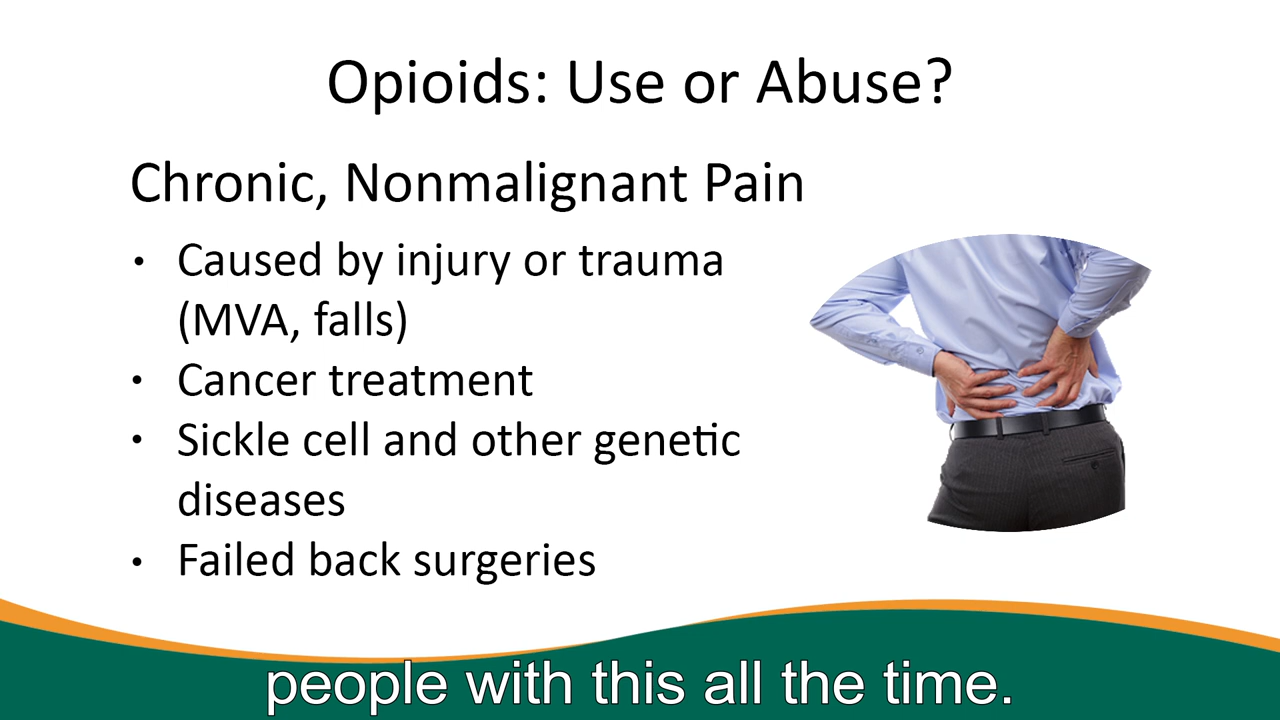 Opioids: Use or Abuse?
Chronic, Nonmalignant Pain
• Caused by injury or trauma
(MVA, falls)
• Cancer treatment
• Sickle cell and other genetic
diseases
• Failed back surgeries
people with this all the time.